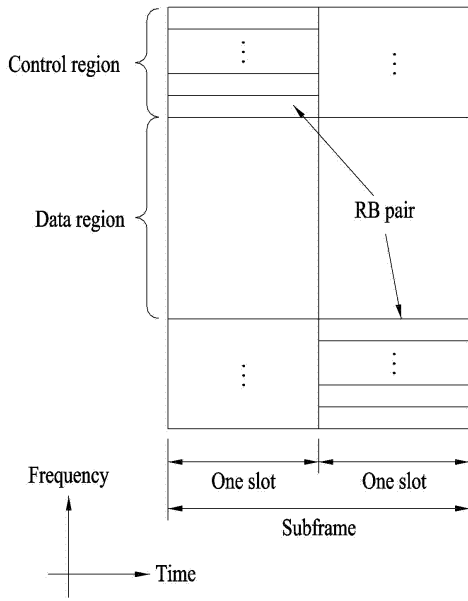 Control region
Data region
RB pair
Frequency
One slot
One slot
Subframe
Time